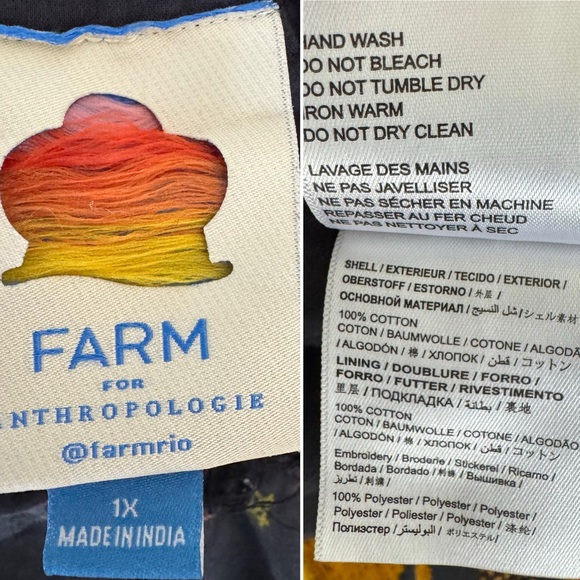 FARM
FOR
ANTHROPOLOGIE
@farmrio
1X
MADE IN INDIA
HAND WASH
DO NOT BLEACH
DO NOT TUMBLE DRY
IRON WARM
DO NOT DRY CLEAN
LAVAGE DES MAINS
NE PAS JAVELLISER
NE PAS SÉCHER EN MACHINE
REPASSER AU FER CHEUD
NE PAS NETTOYER À SEC
SHELL / EXTERIEUR / TECIDO / EXTERIOR /
OBERSTOFF / ESTORNO / 外层 /
ОСНОВНОЙ МАТЕРИАЛ / شل النسيج / シェル素材
100% COTTON
COTON / BAUMWOLLE / COTONE / ALGODÃO
/ ALGODÓN / 棉 / ХЛОПОК / قطن / コットン
LINING / DOUBLURE / FORRO /
FORRO / FUTTER / RIVESTIMENTO
里层 / ПОДКЛАДКА / بطانة / 裏地
100% COTTON
COTON / BAUMWOLLE / COTONE / ALGODÃO
/ ALGODÓN / 棉 / ХЛОПОК / قطن / コットン
Embroidery / Broderie / Stickerei / Ricamo /
Bordada / Bordado / 刺绣 / Вышивка /
تطريز / 刺繍
100% Polyester / Polyester / Polyester /
Polyester / Poliester / Polyester / 涤纶/
Полиэстер / البوليستر / ポリエステル/